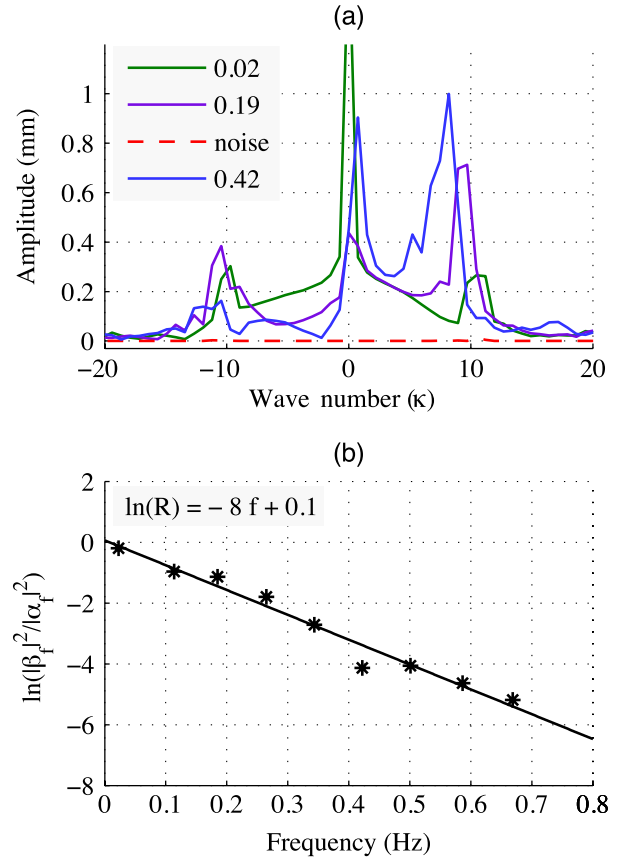 (a)
0.02
0.19
noise
0.42
Amplitude (mm)
1
0.8
0.6
0.4
0.2
0
−20 −10 0 10 20
Wave number (κ)
(b)
ln(R) = − 8 f + 0.1
ln(|β_f|²/|α_f|²)
2
0
−2
−4
−6
−8
0 0.1 0.2 0.3 0.4 0.5 0.6 0.7 0.8
Frequency (Hz)